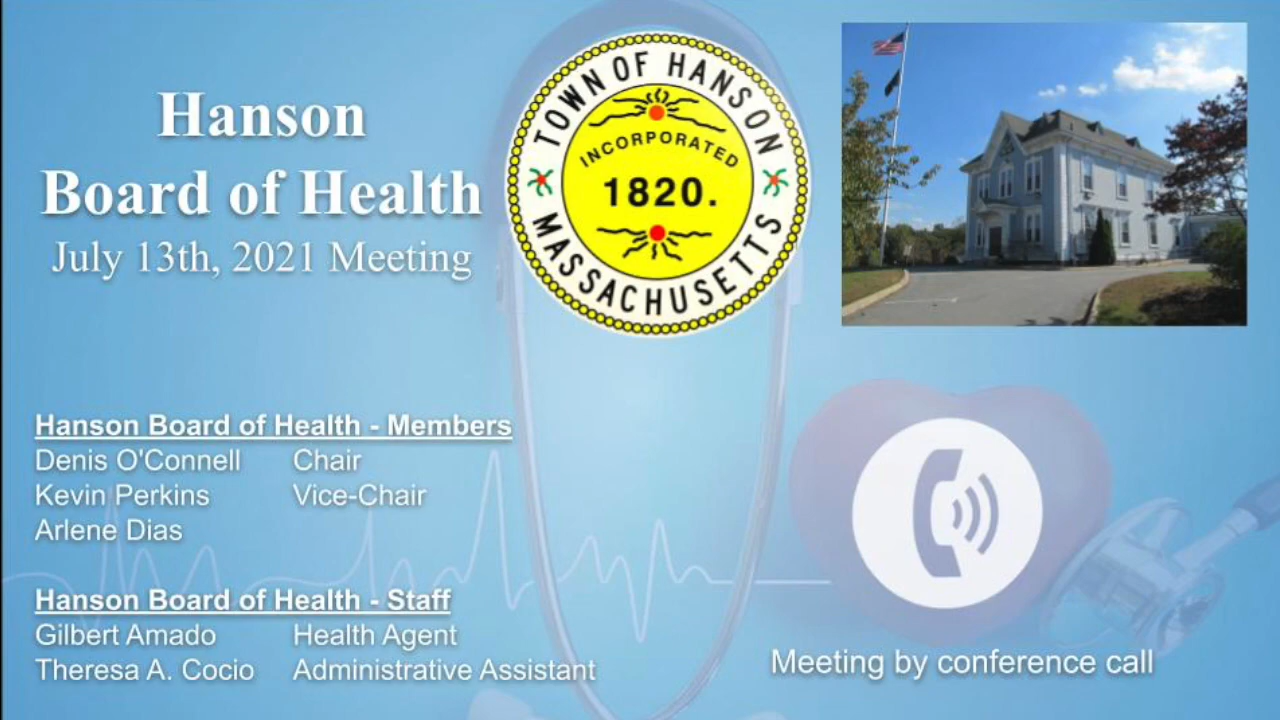 Hanson
Board of Health
July 13th, 2021 Meeting
TOWN OF HANSON
INCORPORATED
1820.
MASSACHUSETTS
Hanson Board of Health - Members
Denis O'Connell Chair
Kevin Perkins Vice-Chair
Arlene Dias
Hanson Board of Health - Staff
Gilbert Amado Health Agent
Theresa A. Cocio Administrative Assistant
Meeting by conference call